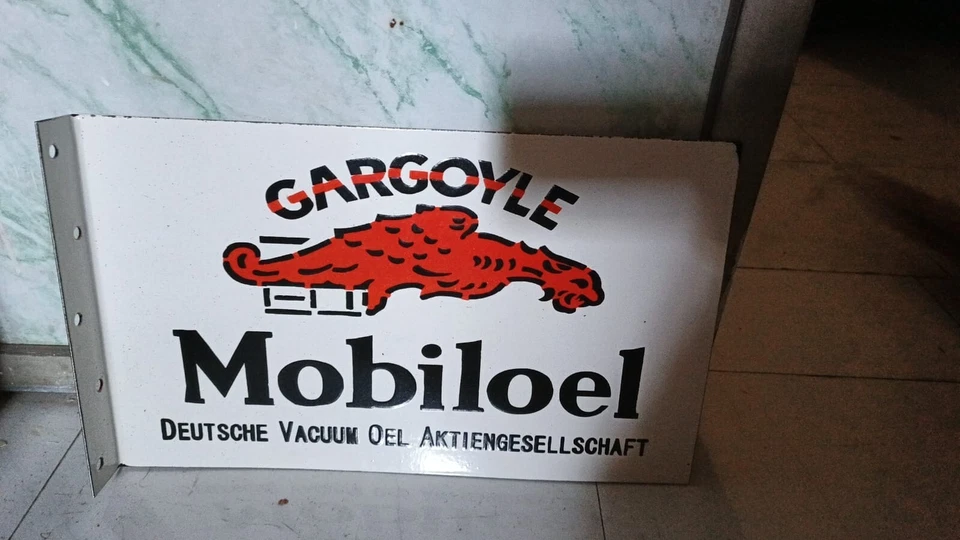 GARGOYLE
Mobiloel
DEUTSCHE VACUUM OEL AKTIENGESELLSCHAFT